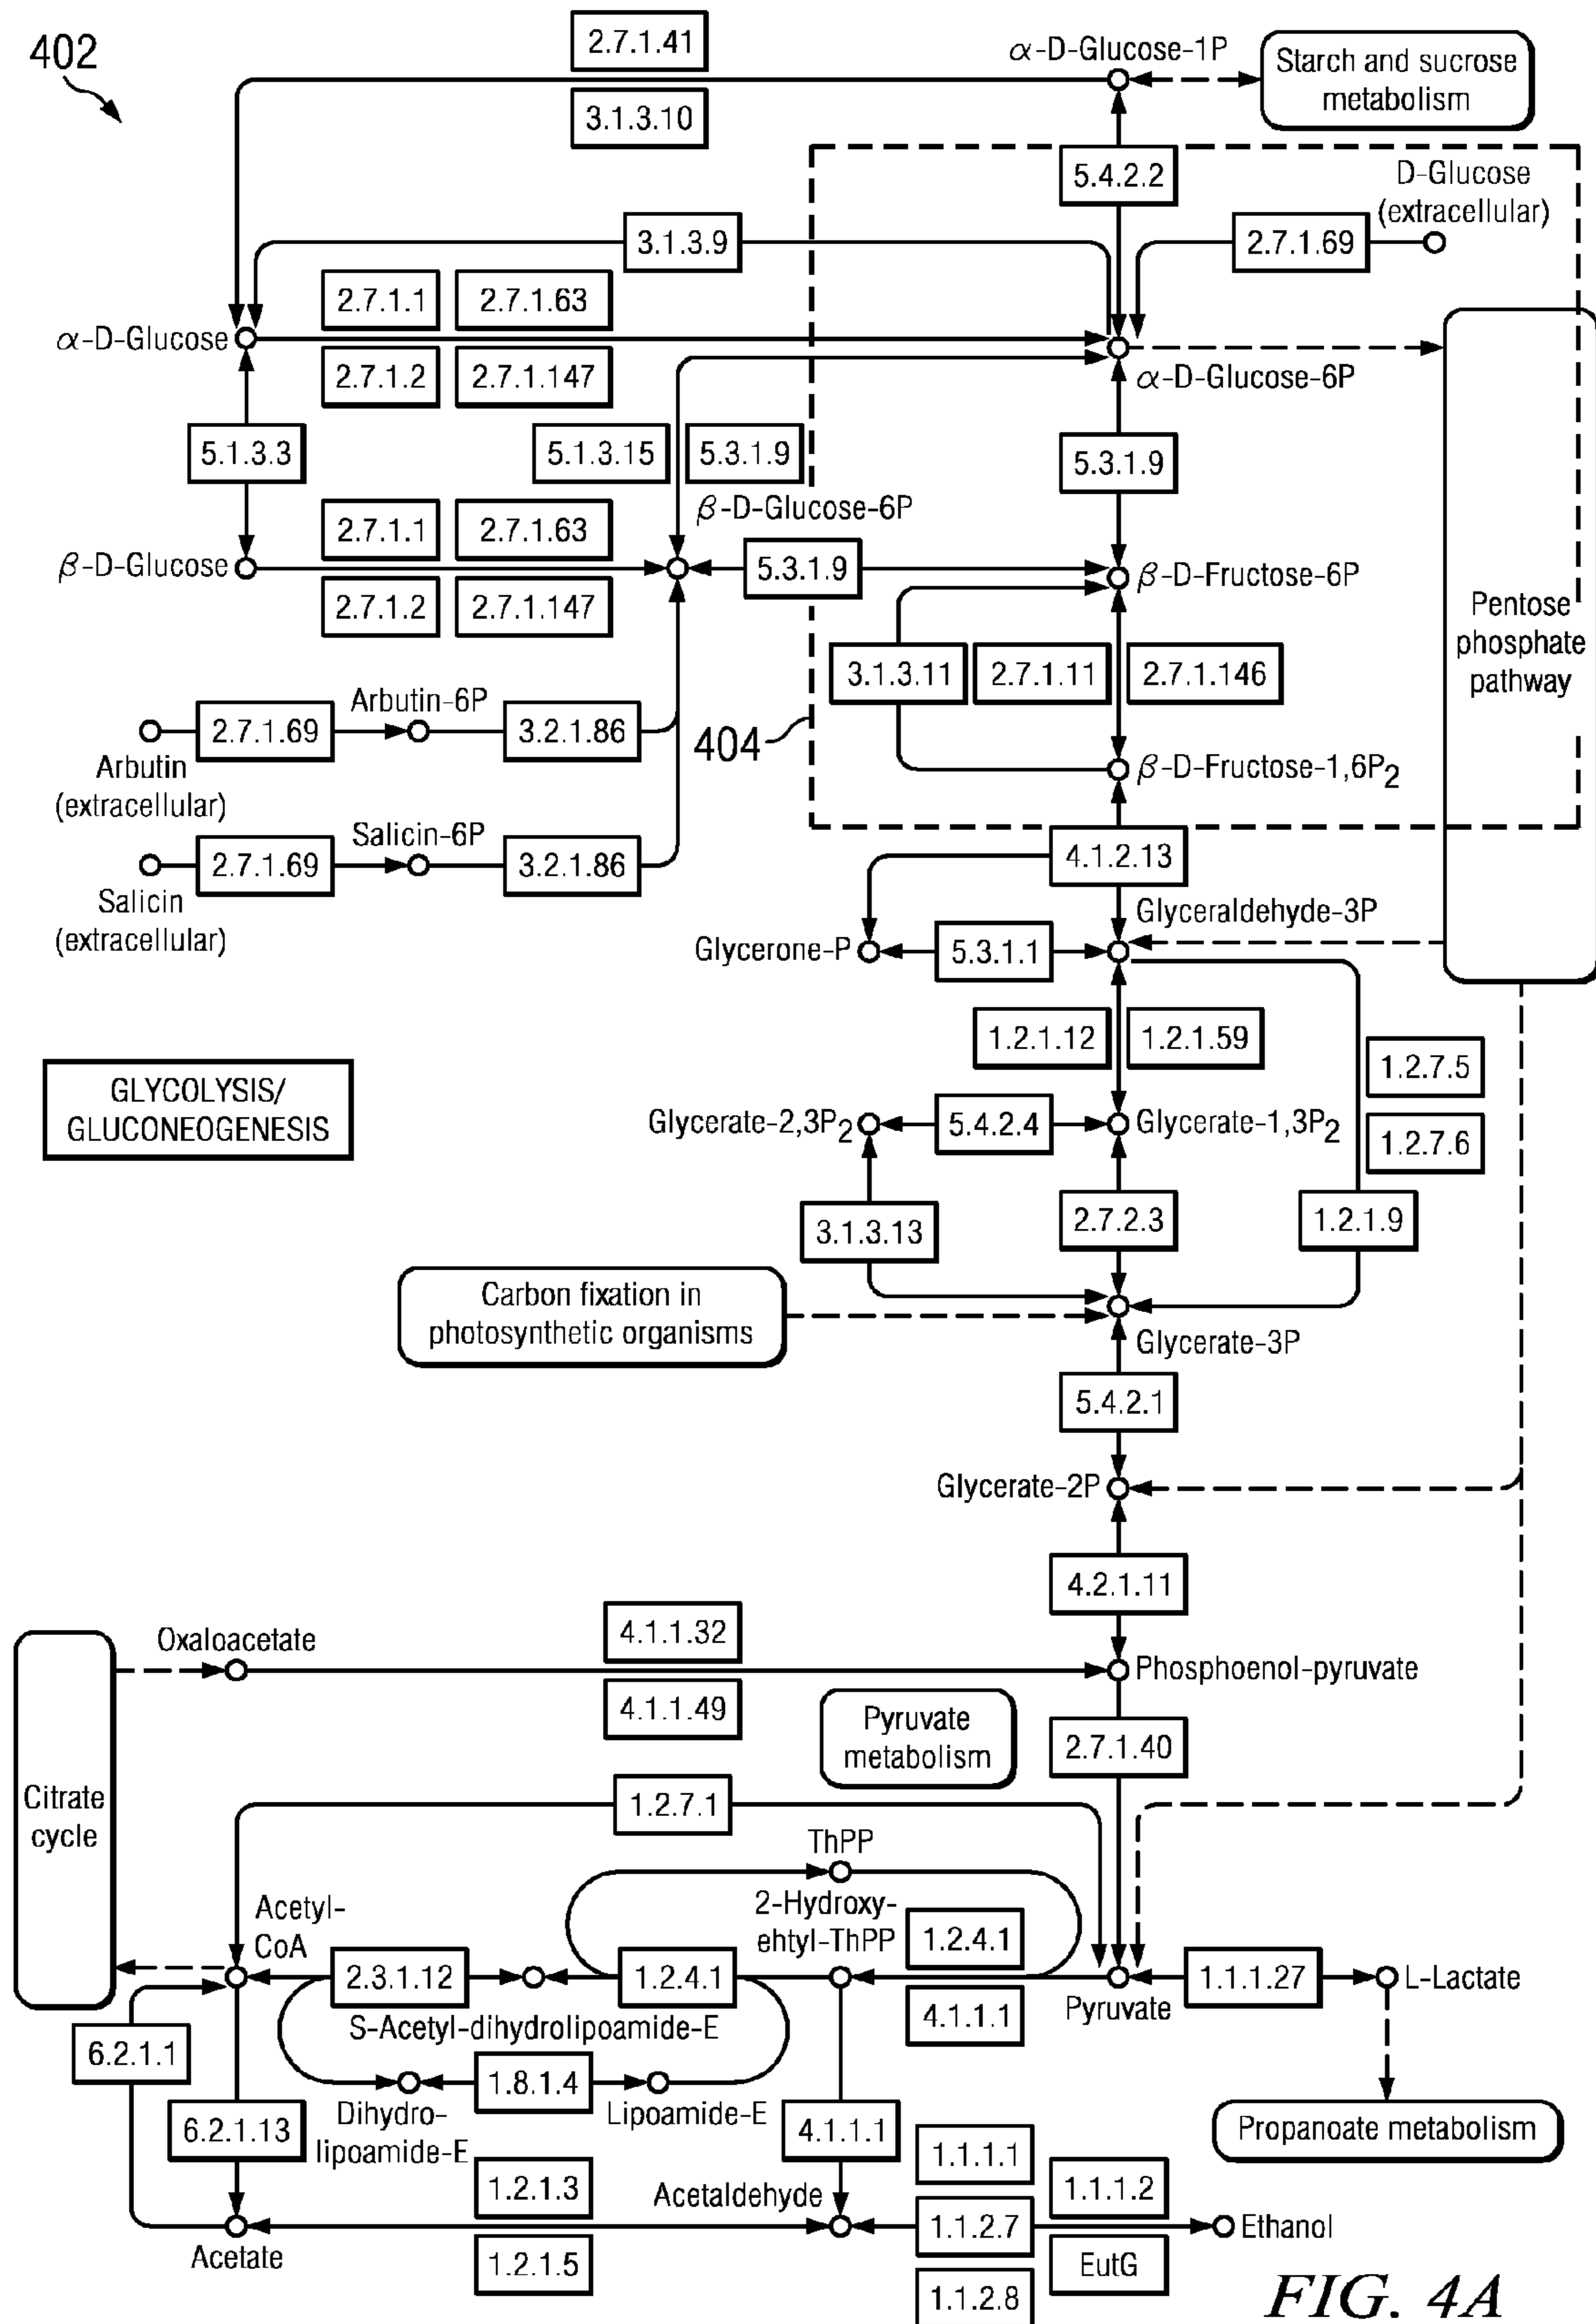 402
2.7.1.41
3.1.3.10
α-D-Glucose-1P
Starch and sucrose
metabolism
5.4.2.2
D-Glucose
(extracellular)
3.1.3.9
2.7.1.69
2.7.1.1
2.7.1.63
α-D-Glucose
2.7.1.2
2.7.1.147
α-D-Glucose-6P
5.1.3.3
5.1.3.15
5.3.1.9
5.3.1.9
β-D-Glucose-6P
2.7.1.1
2.7.1.63
β-D-Glucose
5.3.1.9
β-D-Fructose-6P
2.7.1.2
2.7.1.147
Pentose
phosphate
pathway
3.1.3.11
2.7.1.11
2.7.1.146
Arbutin-6P
2.7.1.69
3.2.1.86
404
Arbutin
(extracellular)
β-D-Fructose-1,6P2
Salicin-6P
2.7.1.69
3.2.1.86
4.1.2.13
Salicin
(extracellular)
Glyceraldehyde-3P
Glycerone-P
5.3.1.1
1.2.1.12
1.2.1.59
1.2.7.5
GLYCOLYSIS/
GLUCONEOGENESIS
Glycerate-2,3P2
5.4.2.4
Glycerate-1,3P2
1.2.7.6
3.1.3.13
2.7.2.3
1.2.1.9
Carbon fixation in
photosynthetic organisms
Glycerate-3P
5.4.2.1
Glycerate-2P
4.2.1.11
Oxaloacetate
4.1.1.32
Phosphoenol-pyruvate
4.1.1.49
Pyruvate
metabolism
2.7.1.40
Citrate
cycle
1.2.7.1
ThPP
2-Hydroxy-
ehtyl-ThPP
Acetyl-
CoA
1.2.4.1
2.3.1.12
1.2.4.1
1.1.1.27
L-Lactate
Pyruvate
4.1.1.1
S-Acetyl-dihydrolipoamide-E
6.2.1.1
1.8.1.4
Dihydro-
lipoamide-E
Lipoamide-E
6.2.1.13
4.1.1.1
Propanoate metabolism
1.1.1.1
1.2.1.3
Acetaldehyde
1.1.1.2
1.1.2.7
Ethanol
Acetate
1.2.1.5
EutG
1.1.2.8
FIG. 4A